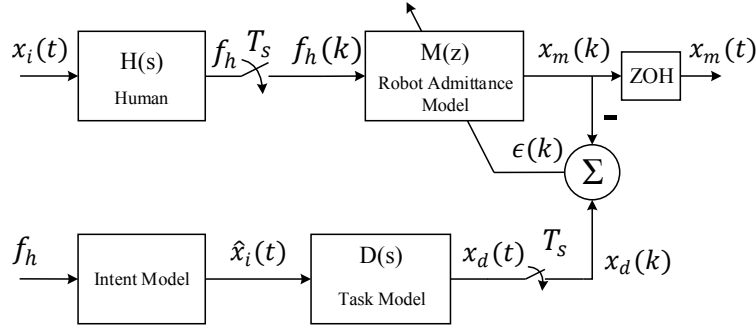 x_i(t) H(s) Human f_h T_s f_h(k) M(z) Robot Admittance Model x_m(k) ZOH x_m(t)
ϵ(k) Σ -
f_h Intent Model x̂_i(t) D(s) Task Model x_d(t) T_s x_d(k)